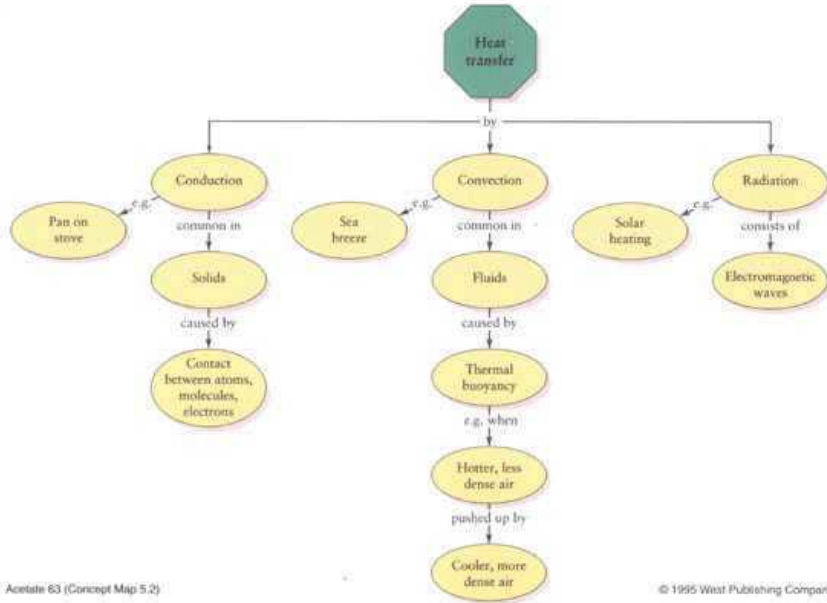 Heat
transfer
by
Conduction
Convection
Radiation
e.g.
e.g.
e.g.
Pan on
stove
common in
Sea
breeze
common in
Solar
heating
consists of
Solids
Fluids
Electromagnetic
waves
caused by
caused by
Contact
between atoms,
molecules,
electrons
Thermal
buoyancy
e.g. when
Hotter, less
dense air
pushed up by
Cooler, more
dense air
Acetate 63 (Concept Map 5.2)
© 1995 West Publishing Compan